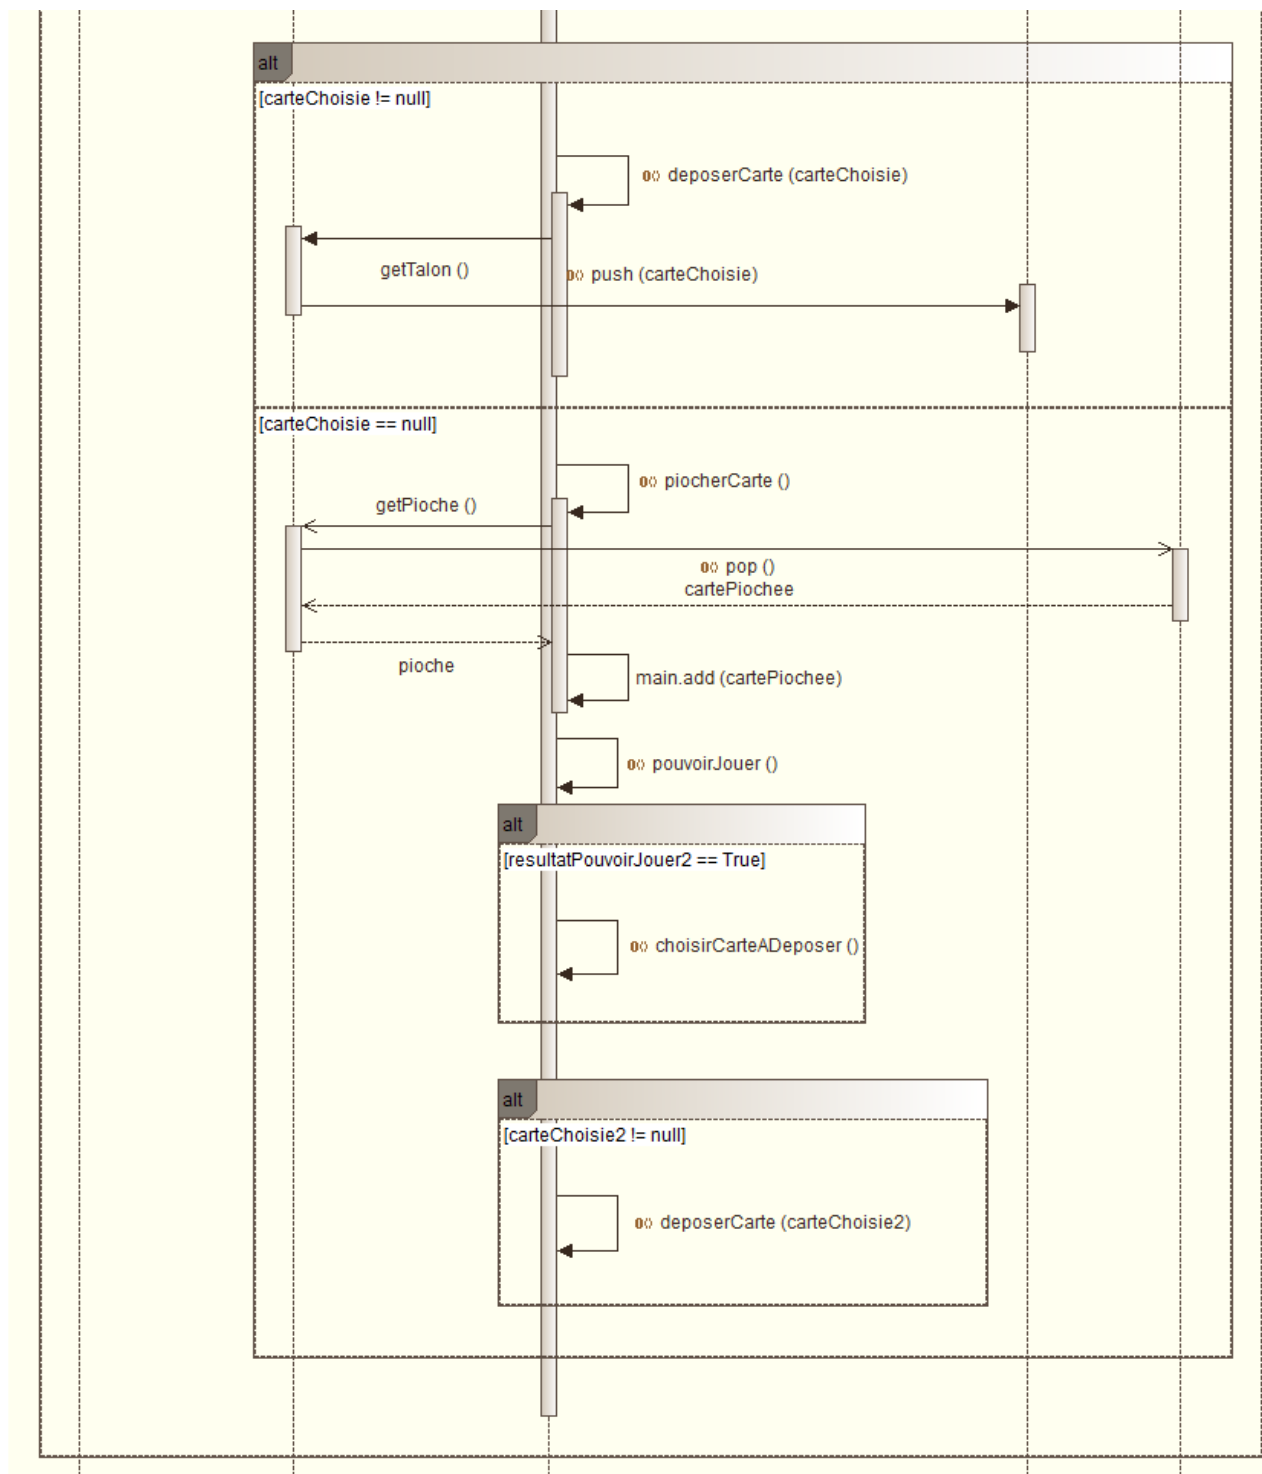 alt
[carteChoisie != null]
deposerCarte (carteChoisie)
getTalon ()
push (carteChoisie)
[carteChoisie == null]
piocherCarte ()
getPioche ()
pop ()
cartePiochee
pioche
main.add (cartePiochee)
pouvoirJouer ()
alt
[resultatPouvoirJouer2 == True]
choisirCarteADeposer ()
alt
[carteChoisie2 != null]
deposerCarte (carteChoisie2)